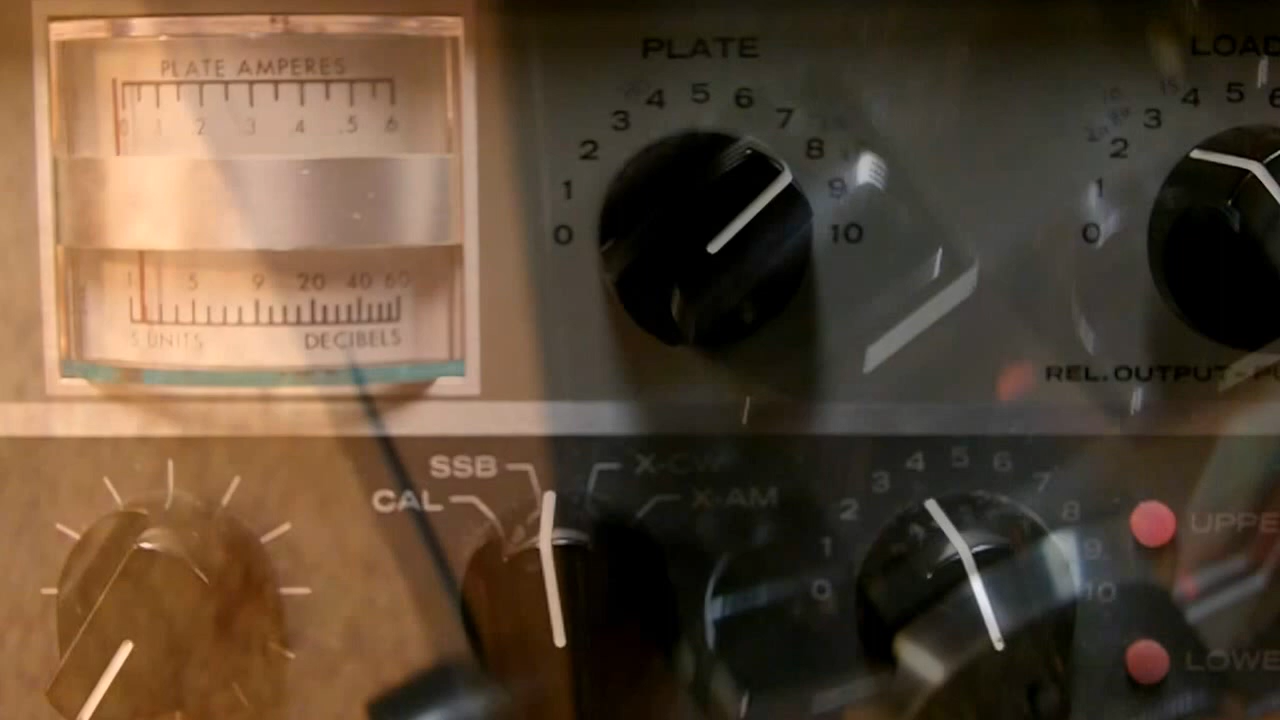 PLATE AMPERES
0 .1 .2 .3 .4 .5 .6
1 5 9 20 40 60
S UNITS DECIBELS
PLATE
0 1 2 3 4 5 6 7 8 9 10
LOAD
0 1 2 3 4 5 6
REL. OUTPUT-
SSB
CAL
X-CW
X-AM
0 1 2 3 4 5 6 7 8 9 10
UPPE
LOWE